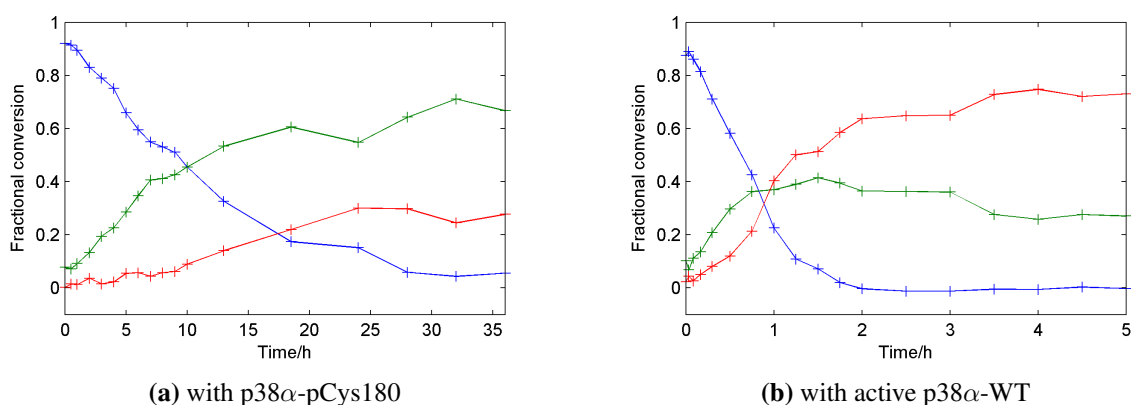 1
0.8
0.6
0.4
0.2
0
Fractional conversion
0 5 10 15 20 25 30 35
Time/h
(a) with p38α-pCys180
1
0.8
0.6
0.4
0.2
0
Fractional conversion
0 1 2 3 4 5
Time/h
(b) with active p38α-WT